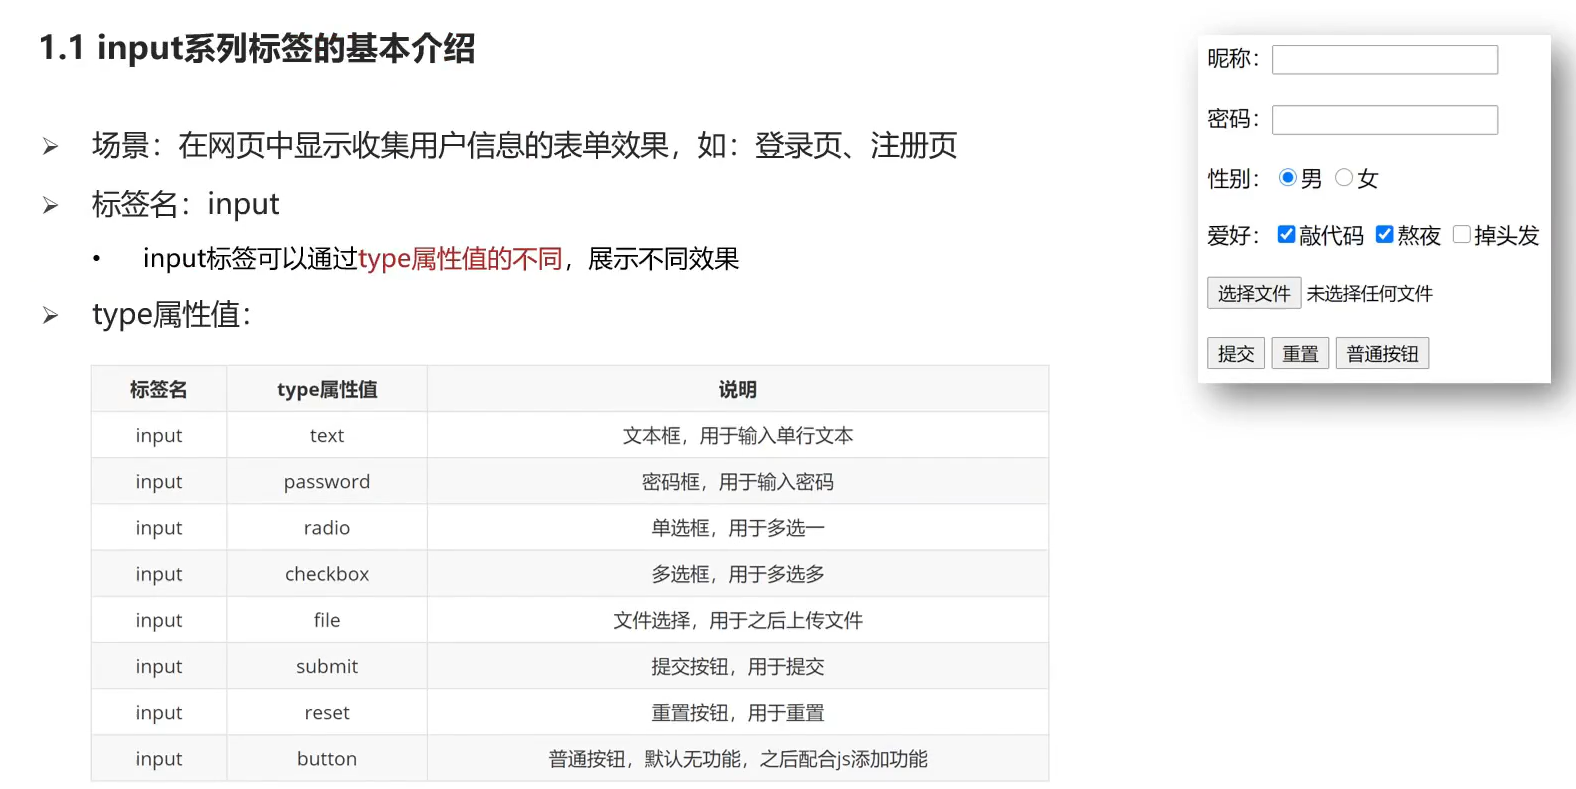 1.1 input系列标签的基本介绍
➢ 场景：在网页中显示收集用户信息的表单效果，如：登录页、注册页
➢ 标签名：input
• input标签可以通过type属性值的不同，展示不同效果
➢ type属性值：
标签名 type属性值 说明
input text 文本框，用于输入单行文本
input password 密码框，用于输入密码
input radio 单选框，用于多选一
input checkbox 多选框，用于多选多
input file 文件选择，用于之后上传文件
input submit 提交按钮，用于提交
input reset 重置按钮，用于重置
input button 普通按钮，默认无功能，之后配合js添加功能
昵称：
密码：
性别： 男 女
爱好： 敲代码 熬夜 掉头发
选择文件 未选择任何文件
提交 重置 普通按钮